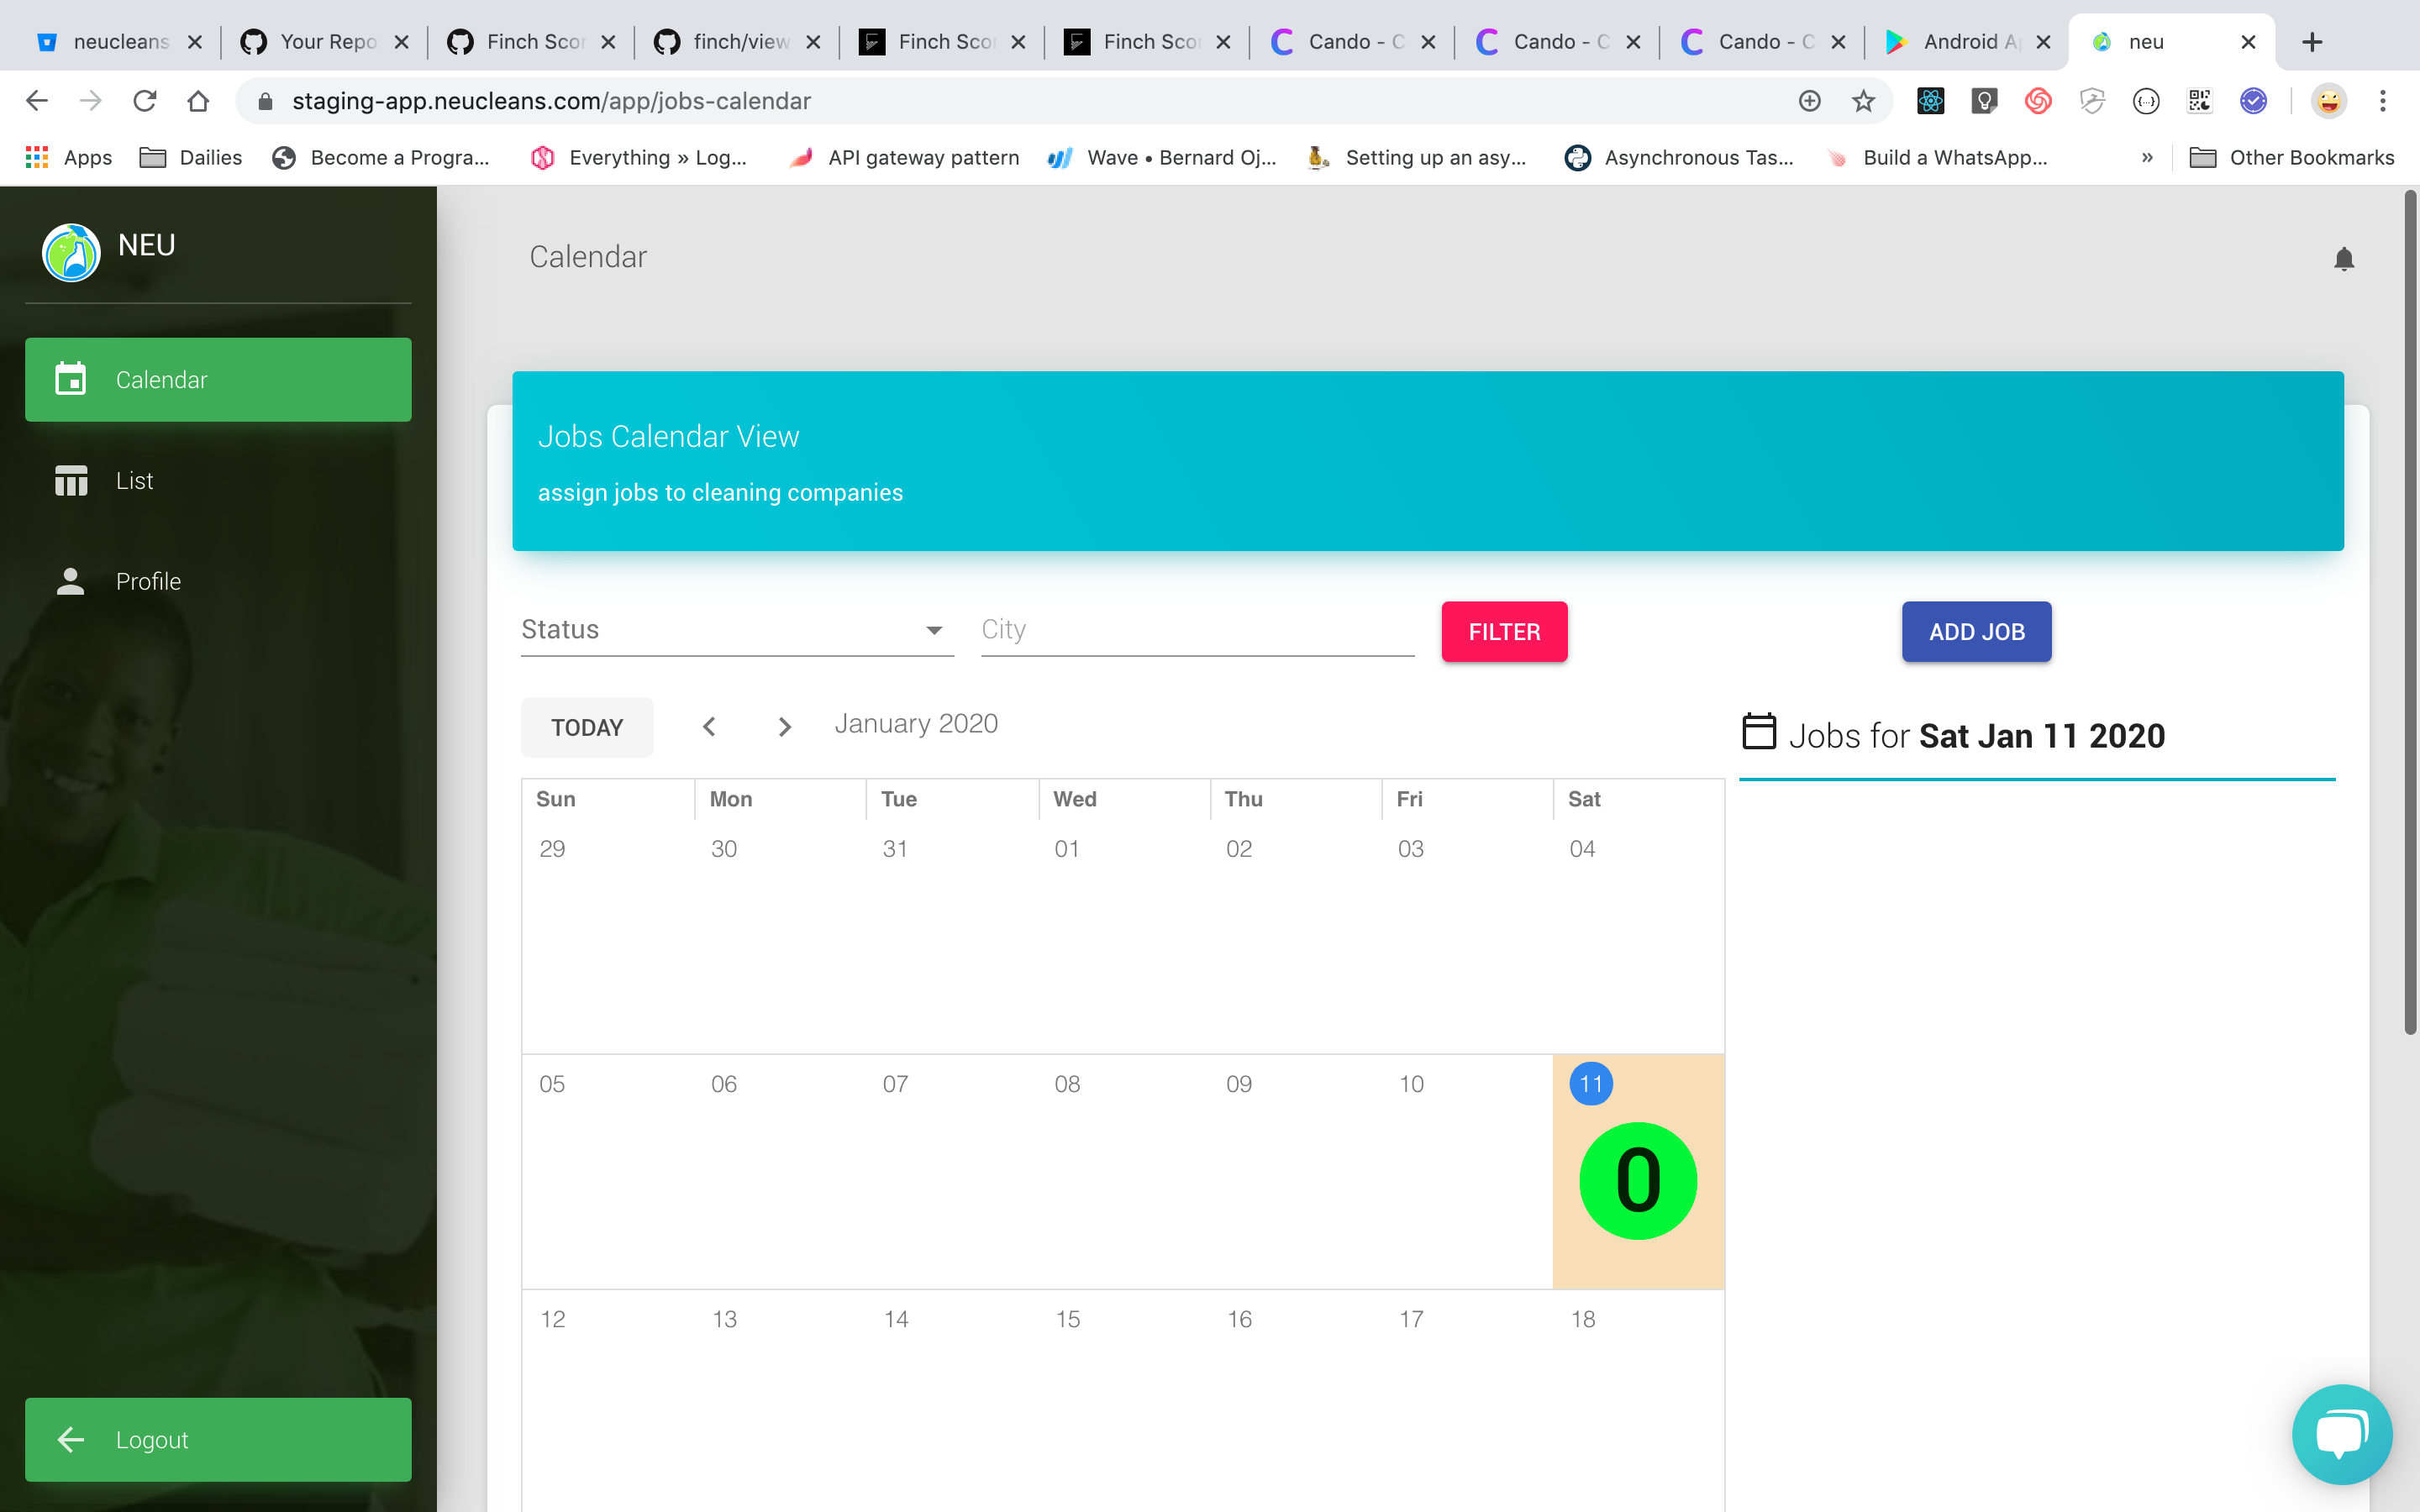 neucleans
Your Repo
Finch Scor
finch/view
Finch Scor
Finch Scor
Cando - C
Cando - C
Cando - C
Android Ap
neu
staging-app.neucleans.com/app/jobs-calendar
Apps
Dailies
Become a Progra...
Everything » Log...
API gateway pattern
Wave • Bernard Oj...
Setting up an asy...
Asynchronous Tas...
Build a WhatsApp...
»
Other Bookmarks
NEU
Calendar
List
Profile
Logout
Calendar
Jobs Calendar View
assign jobs to cleaning companies
Status
City
FILTER
ADD JOB
TODAY
January 2020
Jobs for Sat Jan 11 2020
Sun Mon Tue Wed Thu Fri Sat
29 30 31 01 02 03 04
05 06 07 08 09 10 11
0
12 13 14 15 16 17 18